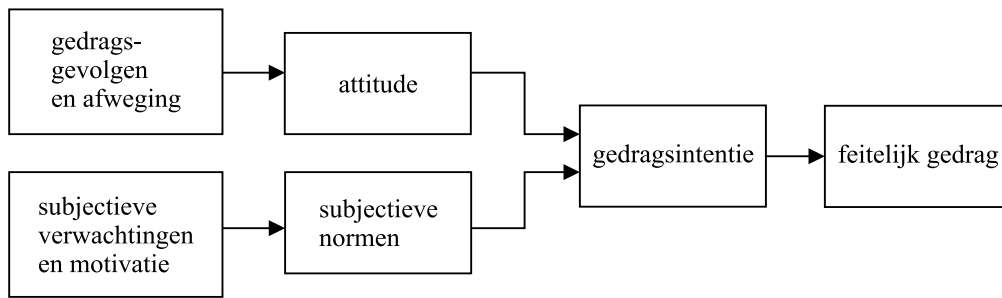 gedrags-
gevolgen
en afweging
attitude
subjectieve
verwachtingen
en motivatie
subjectieve
normen
gedragsintentie
feitelijk gedrag